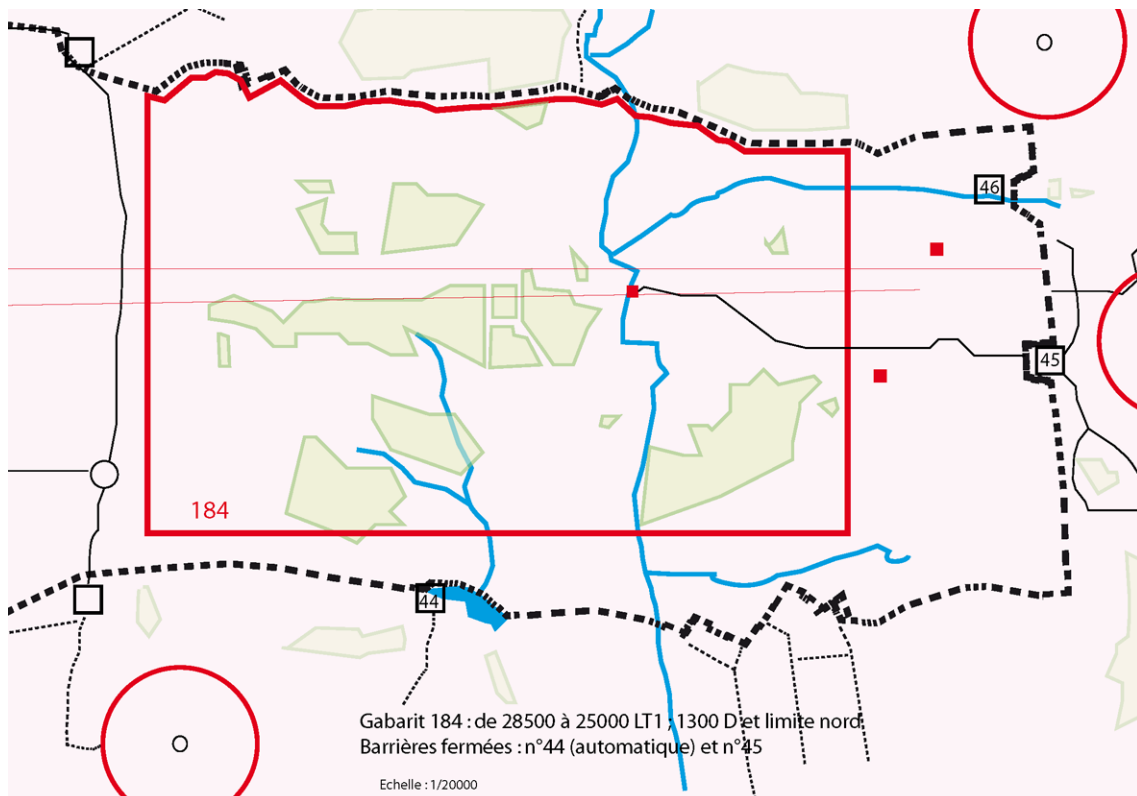 46
45
184
44
Gabarit 184 : de 28500 à 25000 LT1 ; 1300 D et limite nord.
Barrières fermées : n°44 (automatique) et n°45
Echelle : 1/20000